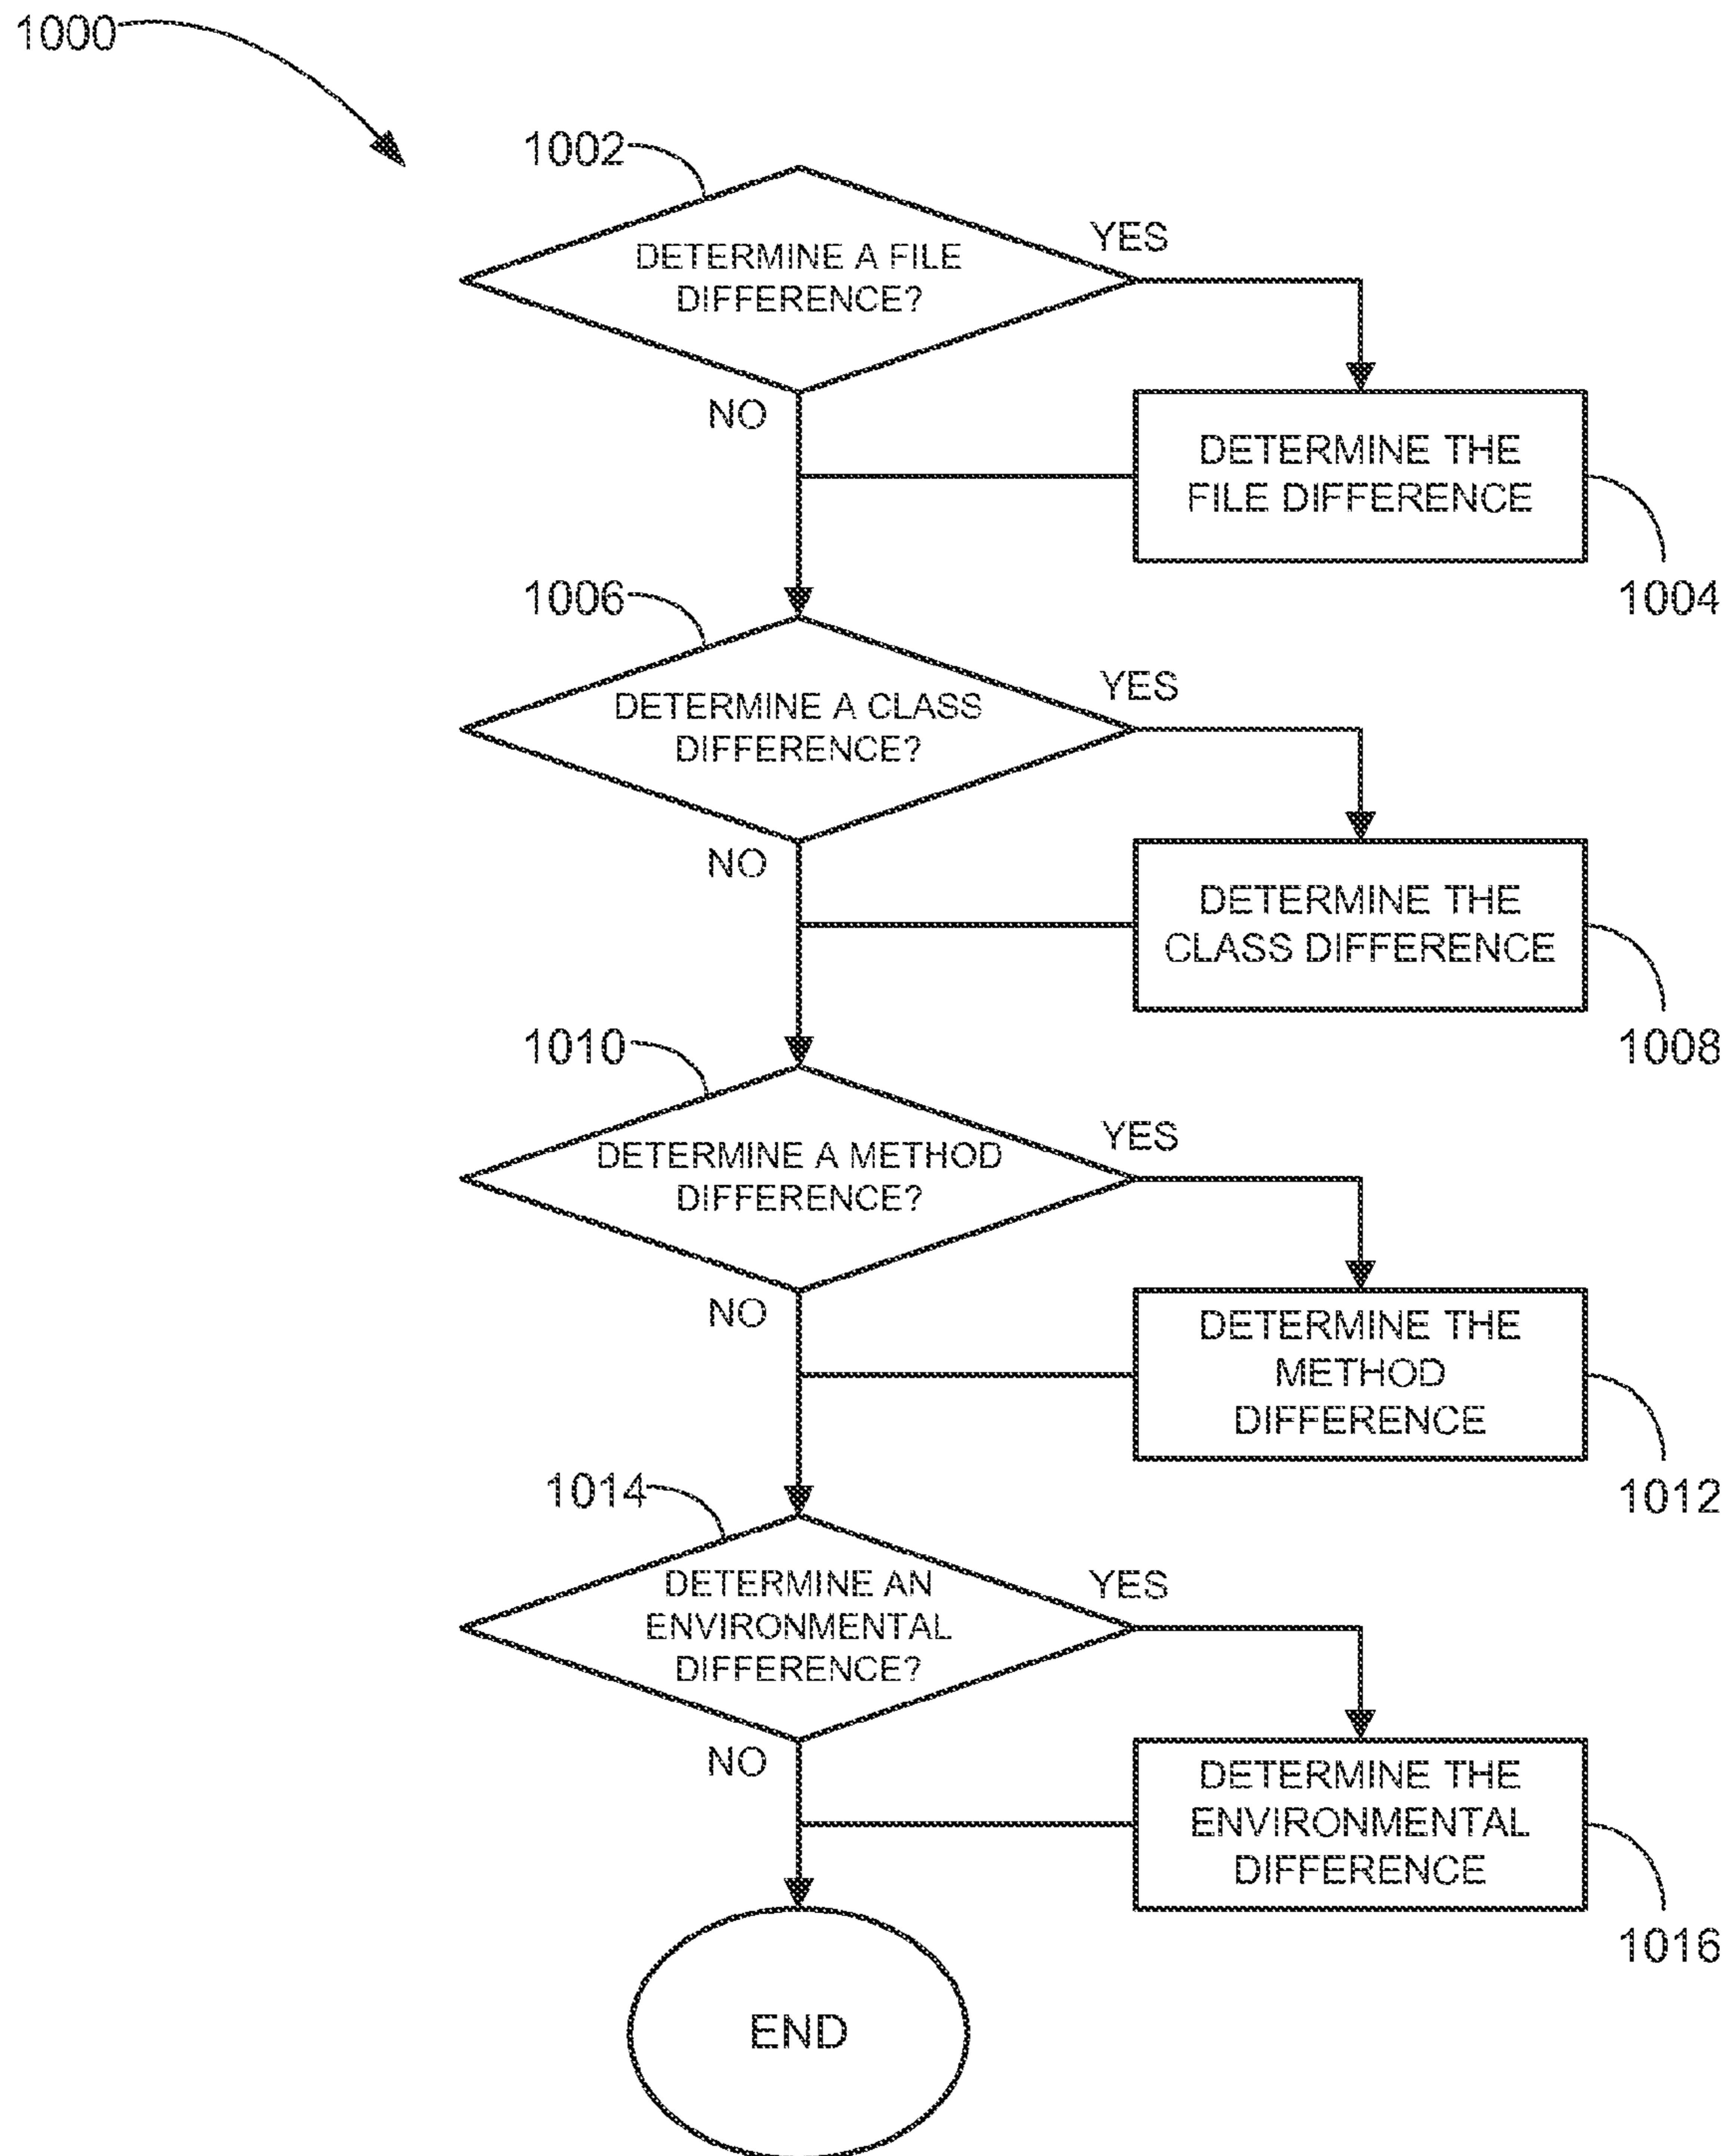 1000
1002
DETERMINE A FILE
DIFFERENCE?
YES
NO
DETERMINE THE
FILE DIFFERENCE
1004
1006
DETERMINE A CLASS
DIFFERENCE?
YES
NO
DETERMINE THE
CLASS DIFFERENCE
1008
1010
DETERMINE A METHOD
DIFFERENCE?
YES
NO
DETERMINE THE
METHOD
DIFFERENCE
1012
1014
DETERMINE AN
ENVIRONMENTAL
DIFFERENCE?
YES
NO
DETERMINE THE
ENVIRONMENTAL
DIFFERENCE
1016
END